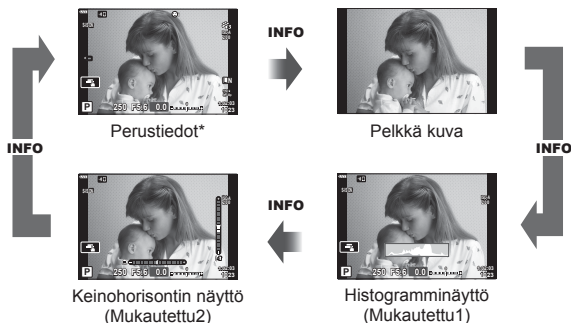 INFO
Perustiedot*
Pelkkä kuva
INFO
INFO
P 250 F5.6 0.0
INFO
P 250 F5.6 0.0
P 250 F5.6 0.0
Keinohorisontin näyttö
(Mukautettu2)
Histogramminäyttö
(Mukautettu1)